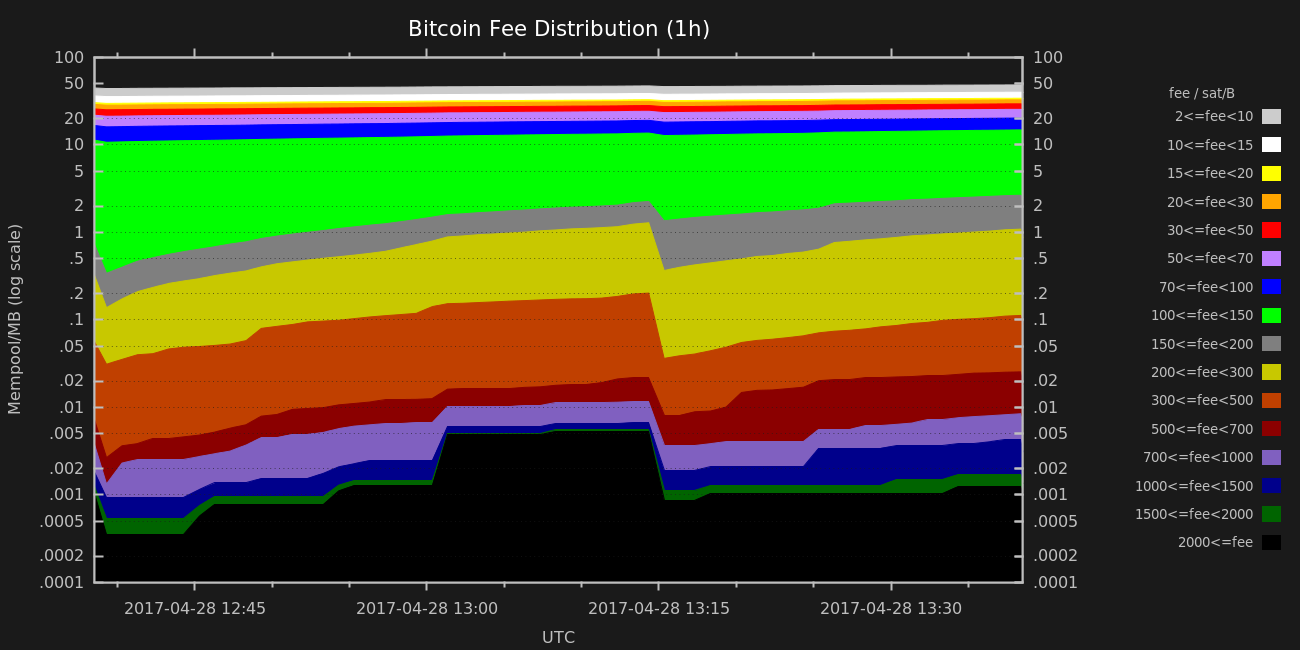 Bitcoin Fee Distribution (1h)
Mempool/MB (log scale)
100
50
20
10
5
2
1
.5
.2
.1
.05
.02
.01
.005
.002
.001
.0005
.0002
.0001
100
50
20
10
5
2
1
.5
.2
.1
.05
.02
.01
.005
.002
.001
.0005
.0002
.0001
2017-04-28 12:45
2017-04-28 13:00
2017-04-28 13:15
2017-04-28 13:30
UTC
fee / sat/B
2<=fee<10
10<=fee<15
15<=fee<20
20<=fee<30
30<=fee<50
50<=fee<70
70<=fee<100
100<=fee<150
150<=fee<200
200<=fee<300
300<=fee<500
500<=fee<700
700<=fee<1000
1000<=fee<1500
1500<=fee<2000
2000<=fee